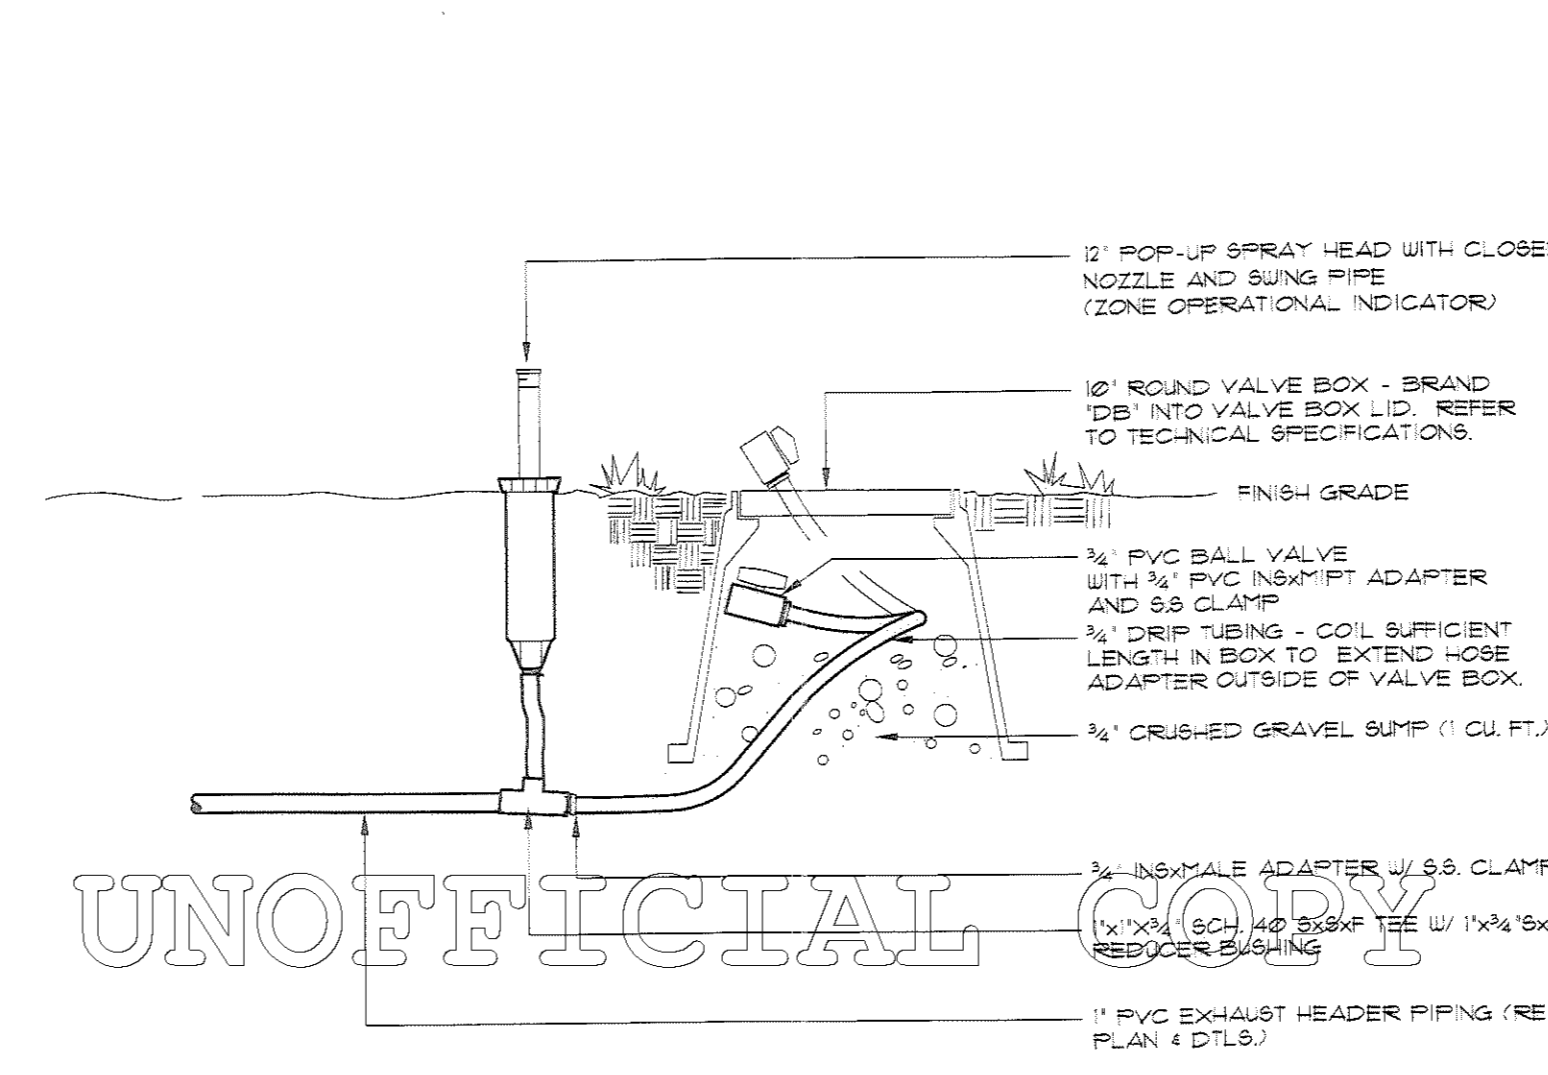 12" POP-UP SPRAY HEAD WITH CLOSE
NOZZLE AND SWING PIPE
(ZONE OPERATIONAL INDICATOR)
10" ROUND VALVE BOX - BRAND
"DB" INTO VALVE BOX LID. REFER
TO TECHNICAL SPECIFICATIONS.
FINISH GRADE
¾" PVC BALL VALVE
WITH ¾" PVC INSxMIPT ADAPTER
AND S.S CLAMP
¾" DRIP TUBING - COIL SUFFICIENT
LENGTH IN BOX TO EXTEND HOSE
ADAPTER OUTSIDE OF VALVE BOX.
¾" CRUSHED GRAVEL SUMP (1 CU. FT.)
¾" INSxMALE ADAPTER W/ S.S. CLAMP
UNOFFICIAL COPY
1"x1"X¾" SCH. 40 SxSxF TEE W/ 1"x¾"Sx
REDUCER BUSHING
1" PVC EXHAUST HEADER PIPING (RE
PLAN & DTLS.)